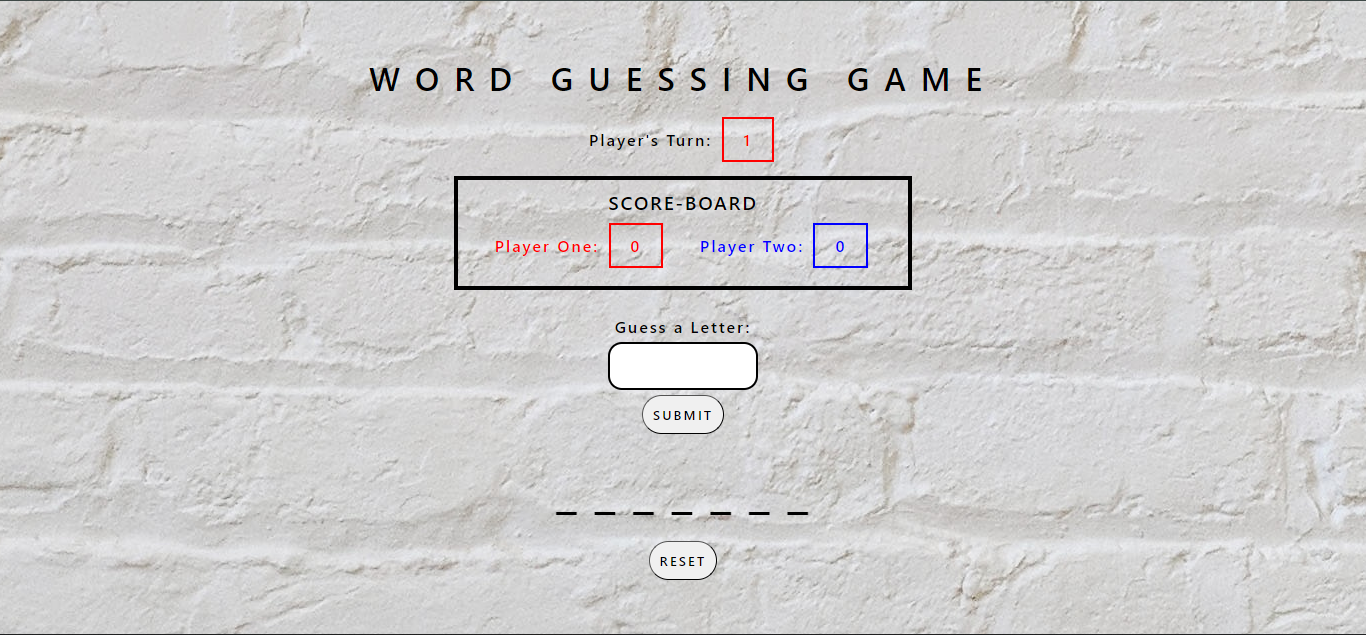 WORD GUESSING GAME
Player's Turn: 1
SCORE-BOARD
Player One: 0 Player Two: 0
Guess a Letter:
SUBMIT
_ _ _ _ _ _ _
RESET